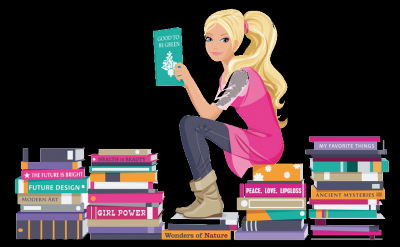 GOOD TO
BE GREEN
MY FAVORITE THINGS
HEALTH is BEAUTY
★ THE FUTURE IS BRIGHT
FUTURE DESIGN
PEACE, LOVE, LIPGLOSS
ANCIENT MYSTERIES
MODERN ART
GIRL POWER
Wonders of Nature